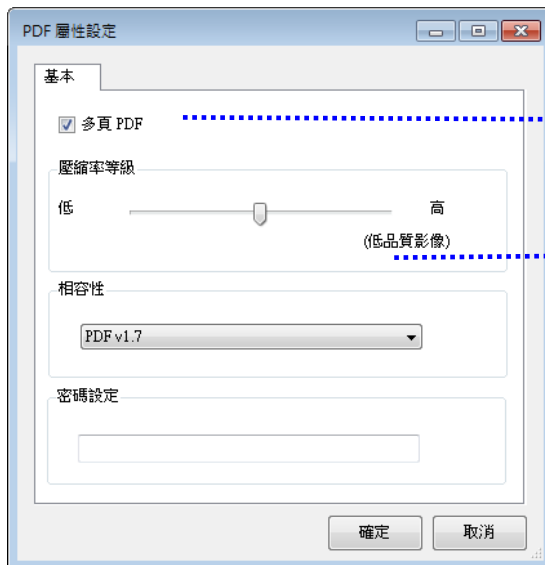 PDF 屬性設定
基本
多頁 PDF
壓縮率等級
低 高
(低品質影像)
相容性
PDF v1.7
密碼設定
確定 取消